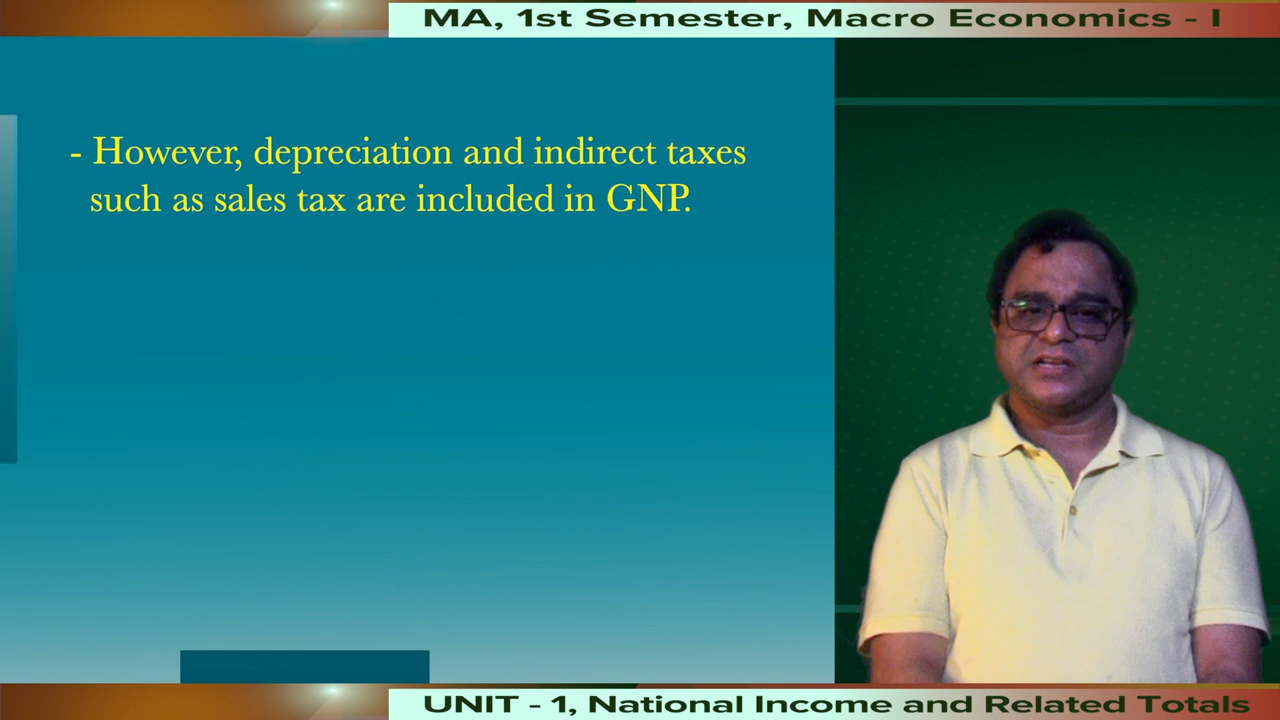 MA, 1st Semester, Macro Economics - I
- However, depreciation and indirect taxes
such as sales tax are included in GNP.
UNIT - 1, National Income and Related Totals